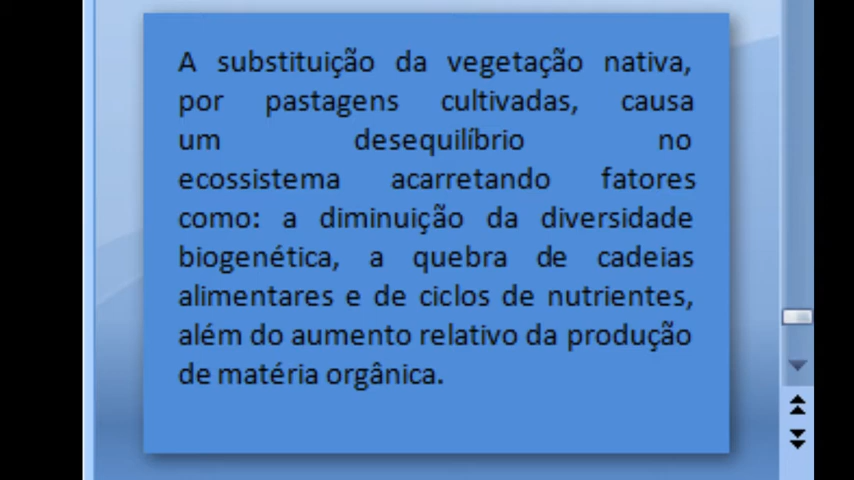 A substituição da vegetação nativa,
por pastagens cultivadas, causa
um desequilíbrio no
ecossistema acarretando fatores
como: a diminuição da diversidade
biogenética, a quebra de cadeias
alimentares e de ciclos de nutrientes,
além do aumento relativo da produção
de matéria orgânica.